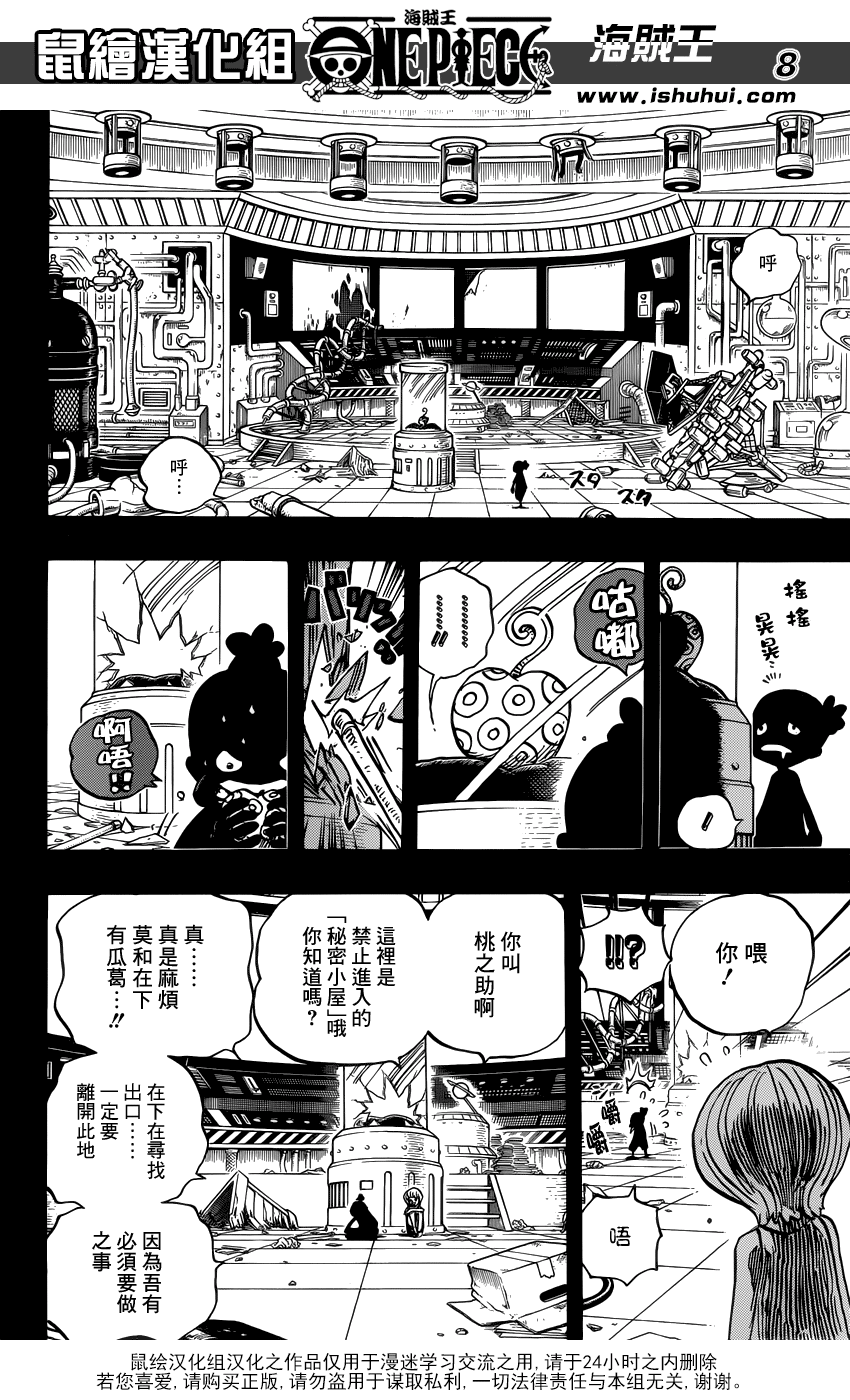 鼠繪漢化組
海賊王
ONE PIECE
海賊王
8
www.ishuhui.com
呼
スタ
スタ
呼…
搖搖
晃晃…
！
咕嘟
………………!!
パリィン
啊唔!!
喂
你！
!!?
嚼嚼
唔
你叫
桃之助啊
這裡是
禁止進入的
「秘密小屋」哦
你知道嗎？
真……
真是麻煩
莫和在下
有瓜葛…!!
在下在尋找
出口……
一定要
離開此地
因為吾有
必須要做
之事
鼠绘汉化组汉化之作品仅用于漫迷学习交流之用, 请于24小时之内删除
若您喜爱, 请购买正版, 请勿盗用于谋取私利, 一切法律责任与本组无关, 谢谢。